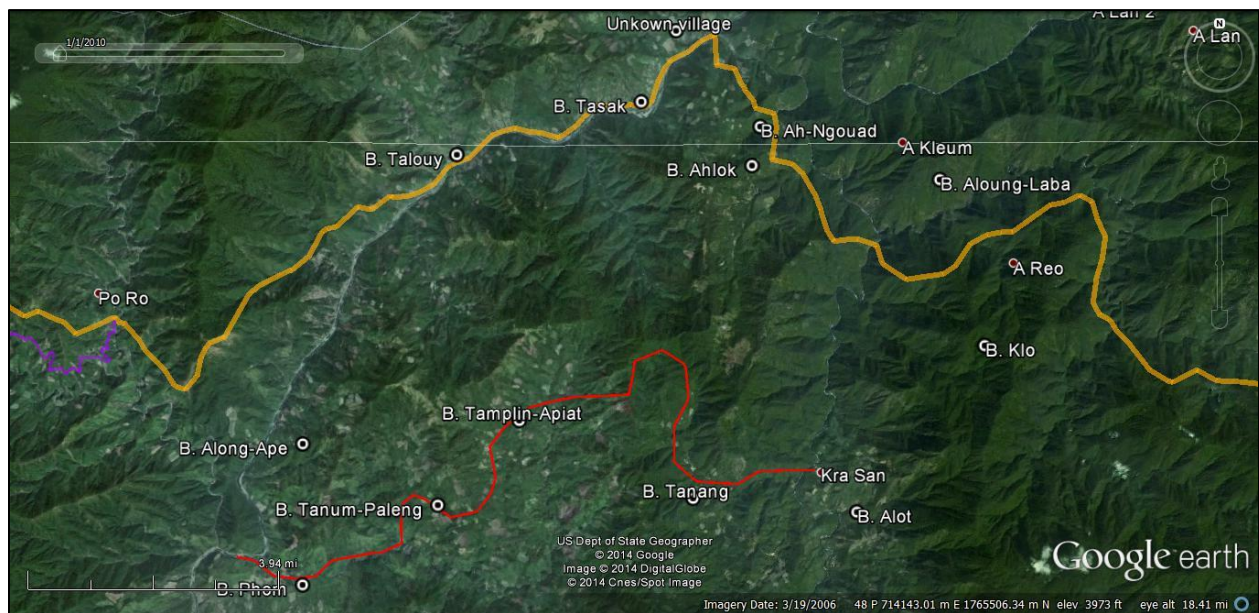 1/1/2010
Unkown village
A Lan 2
N
A Lan
B. Tasak
B. Ah-Ngouad
A Kleum
B. Talouy
B. Ahlok
B. Aloung-Laba
A Reo
Po Ro
B. Klo
B. Tamplin-Apiat
B. Along-Ape
Kra San
B. Tanang
B. Tanum-Paleng
B. Alot
3.94 mi
B. Phom
US Dept of State Geographer
© 2014 Google
Image © 2014 DigitalGlobe
© 2014 Cnes/Spot Image
Google earth
Imagery Date: 3/19/2006 48 P 714143.01 m E 1765506.34 m N elev 3973 ft eye alt 18.41 mi